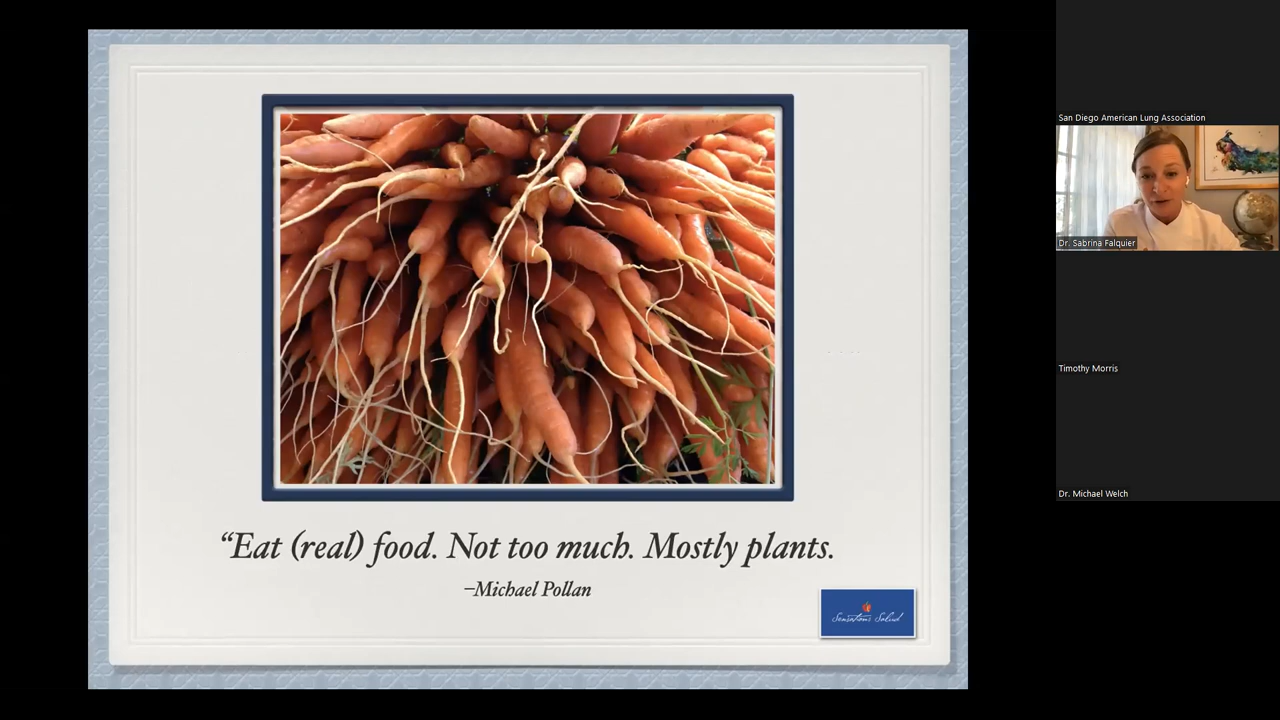 “Eat (real) food. Not too much. Mostly plants.
–Michael Pollan
Sensations Salud
San Diego American Lung Association
Dr. Sabrina Falquier
Timothy Morris
Dr. Michael Welch